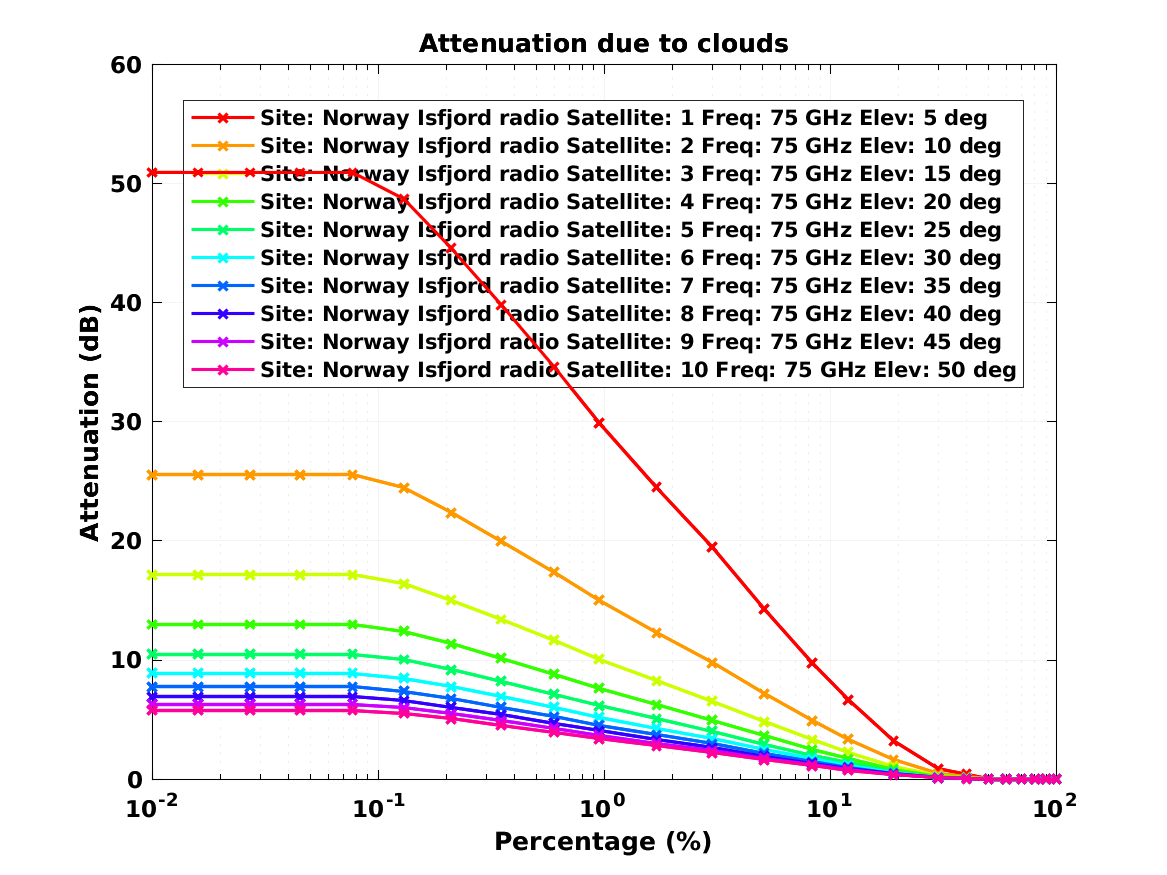 Attenuation due to clouds
60
50
40
30
20
10
0
Attenuation (dB)
Site: Norway Isfjord radio Satellite: 1 Freq: 75 GHz Elev: 5 deg
Site: Norway Isfjord radio Satellite: 2 Freq: 75 GHz Elev: 10 deg
Site: Norway Isfjord radio Satellite: 3 Freq: 75 GHz Elev: 15 deg
Site: Norway Isfjord radio Satellite: 4 Freq: 75 GHz Elev: 20 deg
Site: Norway Isfjord radio Satellite: 5 Freq: 75 GHz Elev: 25 deg
Site: Norway Isfjord radio Satellite: 6 Freq: 75 GHz Elev: 30 deg
Site: Norway Isfjord radio Satellite: 7 Freq: 75 GHz Elev: 35 deg
Site: Norway Isfjord radio Satellite: 8 Freq: 75 GHz Elev: 40 deg
Site: Norway Isfjord radio Satellite: 9 Freq: 75 GHz Elev: 45 deg
Site: Norway Isfjord radio Satellite: 10 Freq: 75 GHz Elev: 50 deg
10^-2 10^-1 10^0 10^1 10^2
Percentage (%)